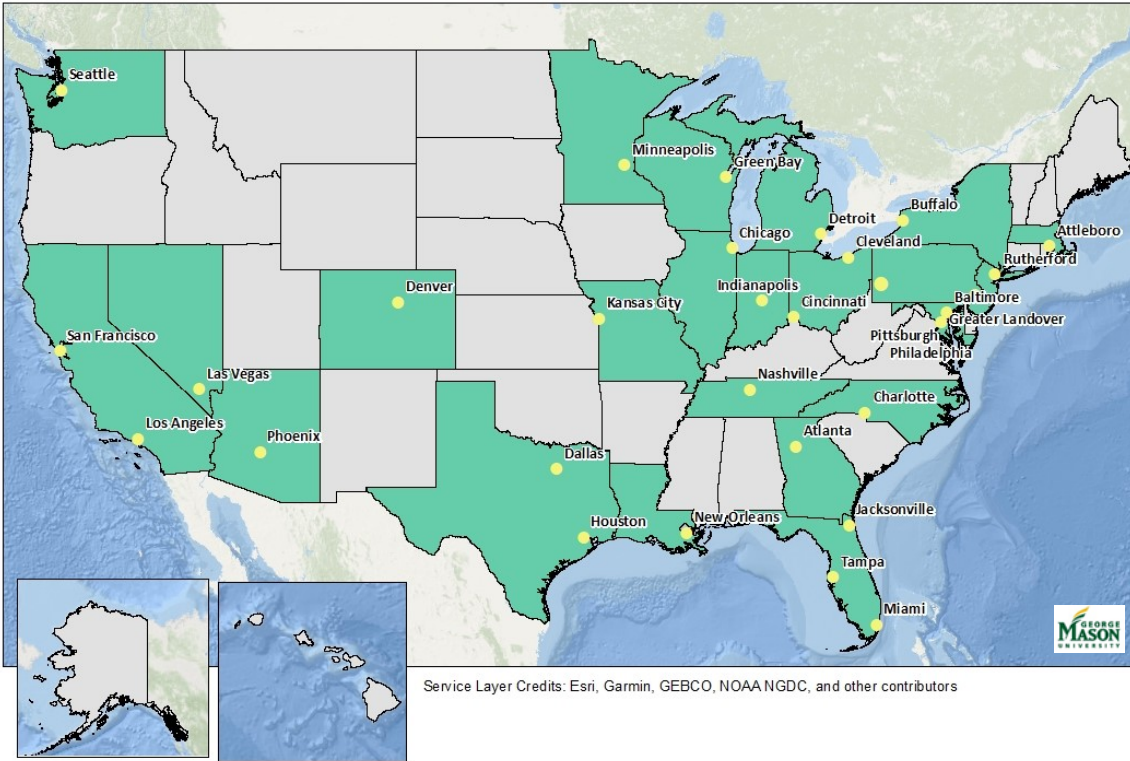 Seattle
Minneapolis
Green Bay
Buffalo
Detroit
Attleboro
Chicago
Cleveland
Rutherford
Denver
Indianapolis
Kansas City
Cincinnati
Baltimore
Greater Landover
Pittsburgh
Philadelphia
San Francisco
Las Vegas
Nashville
Charlotte
Los Angeles
Phoenix
Atlanta
Dallas
Houston
New Orleans
Jacksonville
Tampa
Miami
GEORGE
MASON
UNIVERSITY
Service Layer Credits: Esri, Garmin, GEBCO, NOAA NGDC, and other contributors